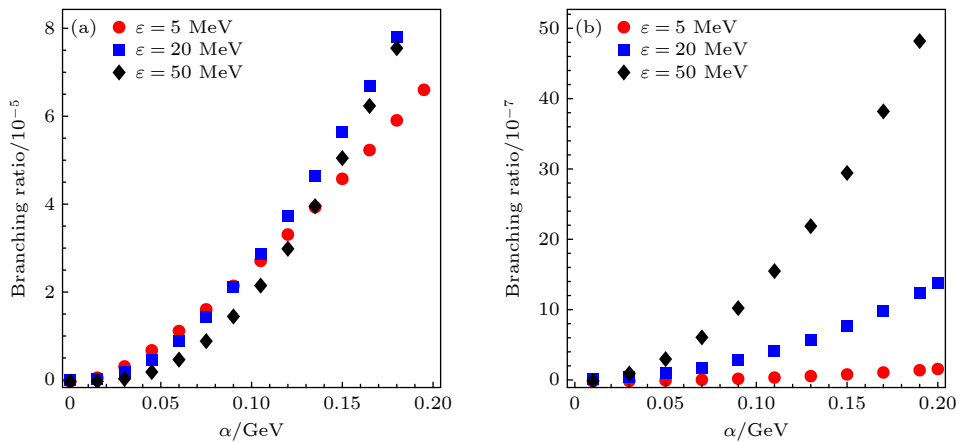 (a)
ε = 5 MeV
ε = 20 MeV
ε = 50 MeV
Branching ratio/10⁻⁵
8
6
4
2
0
0 0.05 0.10 0.15 0.20
α/GeV
(b)
ε = 5 MeV
ε = 20 MeV
ε = 50 MeV
Branching ratio/10⁻⁷
50
40
30
20
10
0
0 0.05 0.10 0.15 0.20
α/GeV